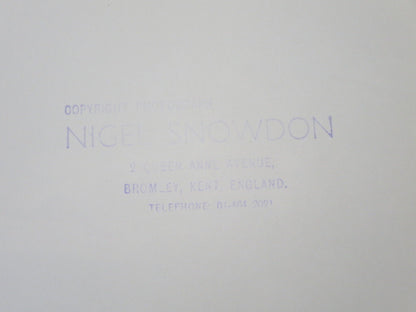 COPYRIGHT PHOTOGRAPH
NIGEL SNOWDON
2 QUEEN ANNE AVENUE,
BROMLEY, KENT, ENGLAND.
TELEPHONE: